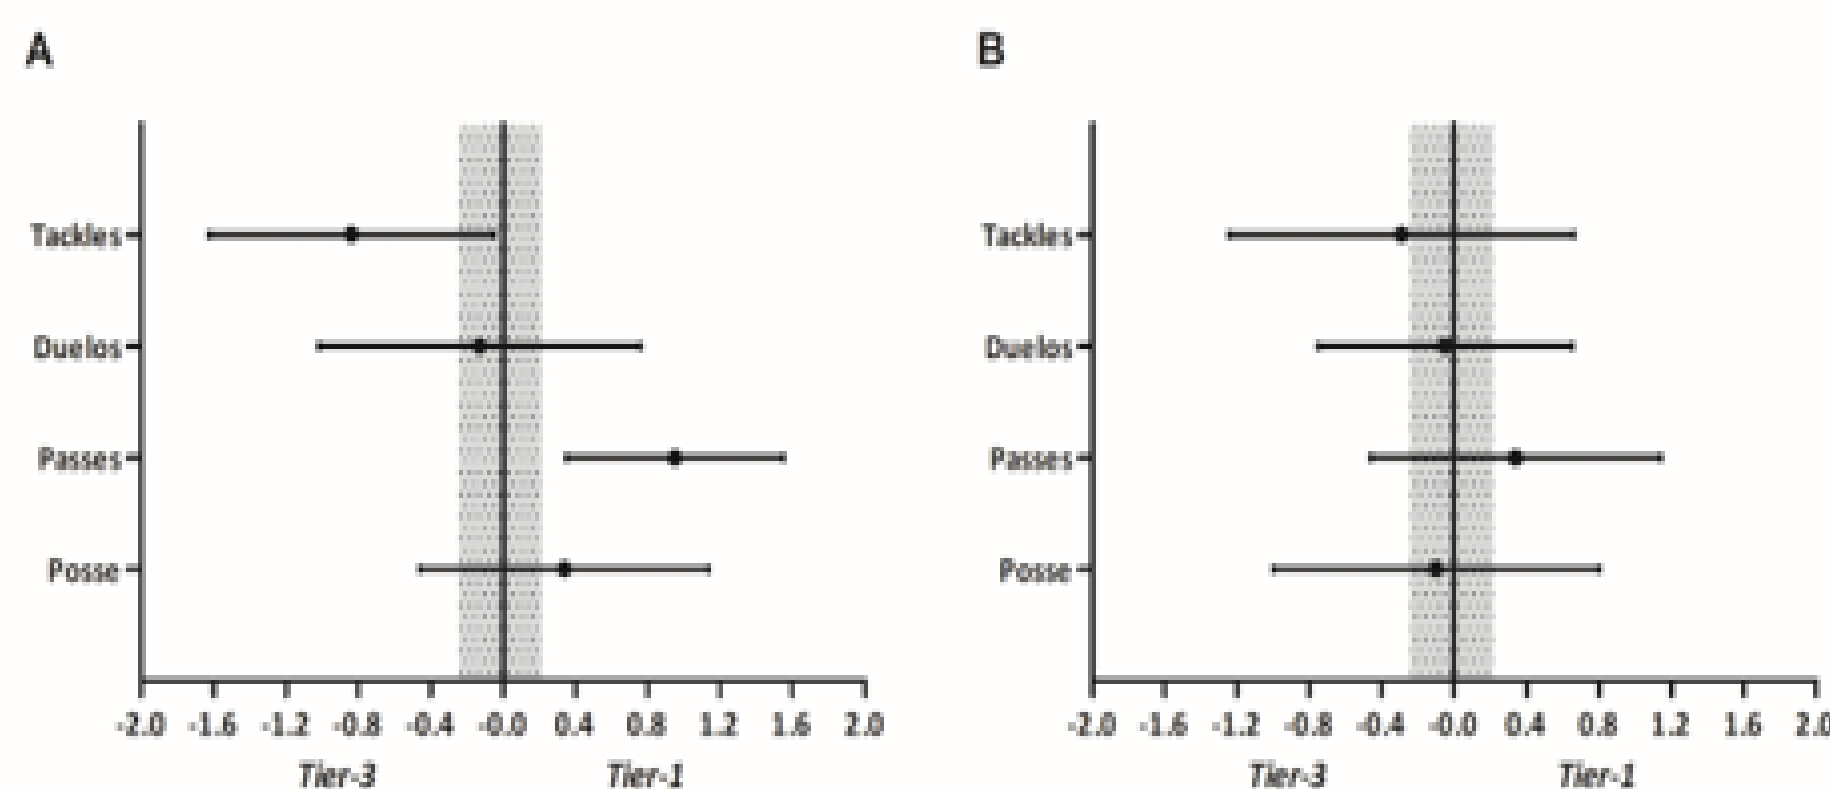 A
Tackles
Duelos
Passes
Posse
-2.0 -1.6 -1.2 -0.8 -0.4 -0.0 0.4 0.8 1.2 1.6 2.0
Tier-3 Tier-1
B
Tackles
Duelos
Passes
Posse
-2.0 -1.6 -1.2 -0.8 -0.4 -0.0 0.4 0.8 1.2 1.6 2.0
Tier-3 Tier-1